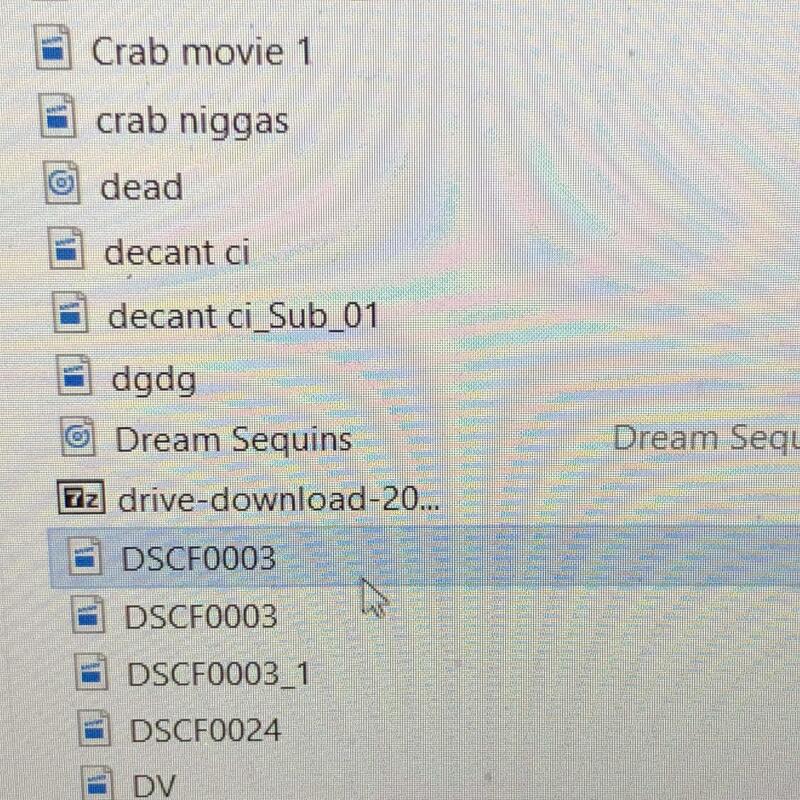 Crab movie 1
crab niggas
dead
decant ci
decant ci_Sub_01
dgdg
Dream Sequins Dream Sequ
7z drive-download-20...
DSCF0003
DSCF0003
DSCF0003_1
DSCF0024
DV